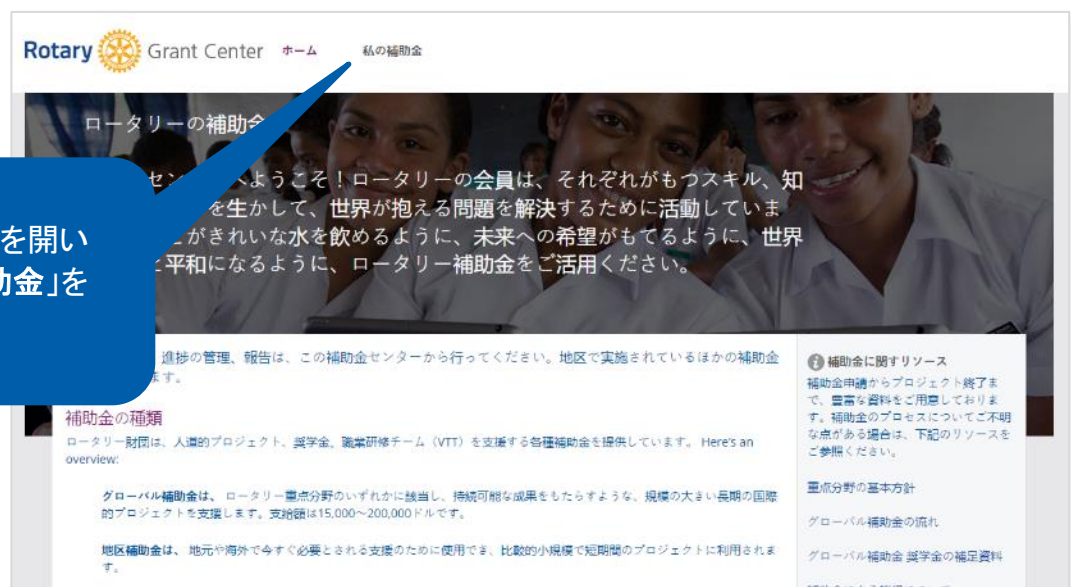 Rotary Grant Center ホーム 私の補助金
ロータリーの補助金
セン
へようこそ！ロータリーの会員は、それぞれがもつスキル、知
を生かして、世界が抱える問題を解決するために活動していま
がきれいな水を飲めるように、未来への希望がもてるように、世界
と平和になるように、ロータリー補助金をご活用ください。
を開い
助金」を
進捗の管理、報告は、この補助金センターから行ってください。地区で実施されているほかの補助金
ます。
補助金の種類
ロータリー財団は、人道的プロジェクト、奨学金、職業研修チーム（VTT）を支援する各種補助金を提供しています。 Here's an
overview:
グローバル補助金は、 ロータリー重点分野のいずれかに該当し、持続可能な成果をもたらすような、規模の大きい長期の国際
的プロジェクトを支援します。支給額は15,000～200,000ドルです。
地区補助金は、 地元や海外で今すぐ必要とされる支援のために使用でき、比較的小規模で短期間のプロジェクトに利用されま
す。
補助金に関すリソース
補助金申請からプロジェクト終了ま
で、豊富な資料をご用意しておりま
す。補助金のプロセスについてご不明
な点がある場合は、下記のリソースを
ご参照ください。
重点分野の基本方針
グローバル補助金の流れ
グローバル補助金 奨学金の補足資料